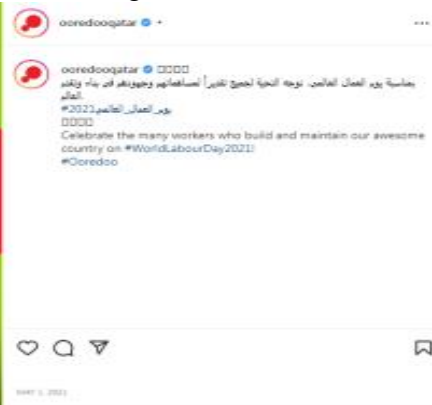 ooredooqatar •
ooredooqatar
بمناسبة يوم العمال العالمي، نوجه التحية لجميع تقديراً لمساهماتهم وجهودهم في بناء وتقدم
العالم.
#يوم_العمال_العالمي2021
Celebrate the many workers who build and maintain our awesome
country on #WorldLabourDay2021!
#Ooredoo
MAY 1, 2021